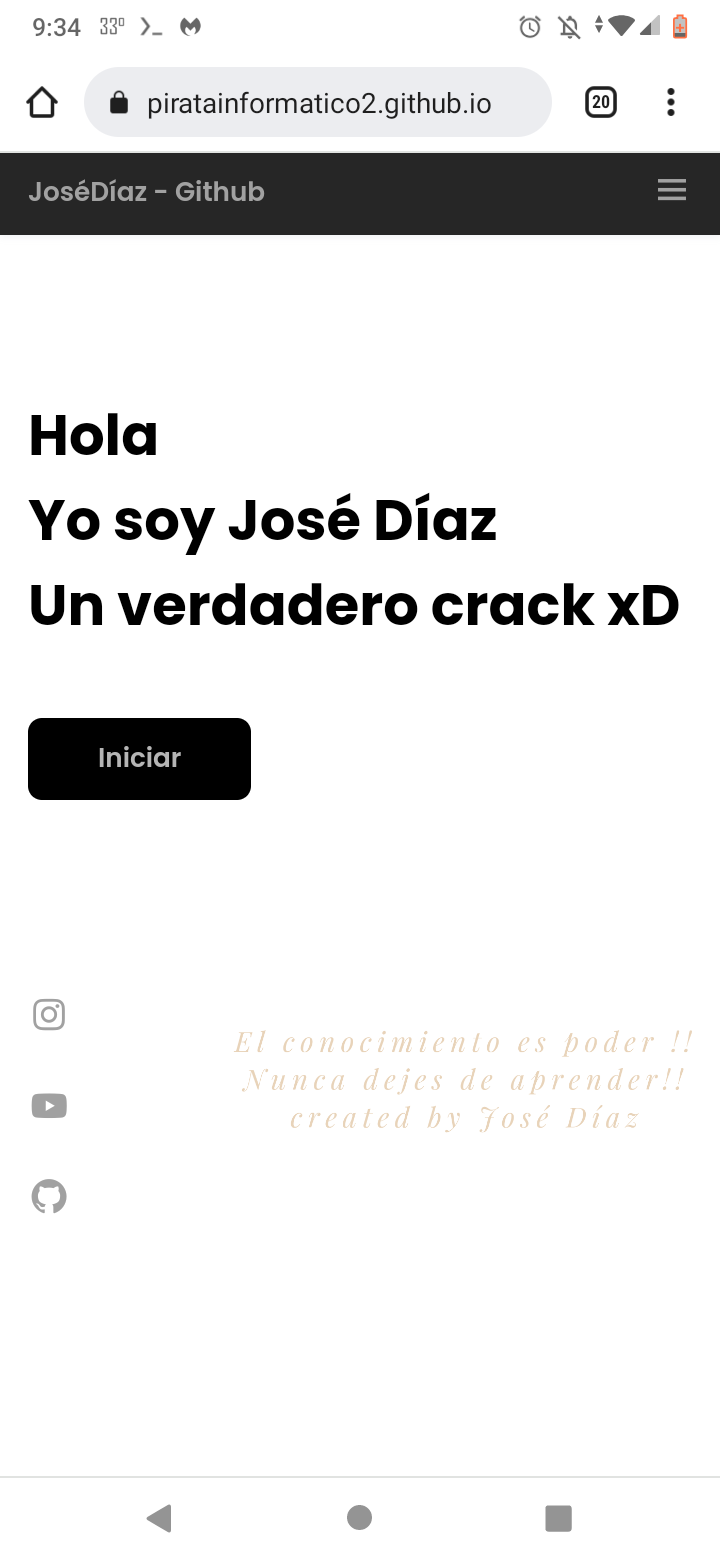 9:34 33°
piratainformatico2.github.io 20
JoséDíaz - Github
Hola
Yo soy José Díaz
Un verdadero crack xD
Iniciar
El conocimiento es poder !!
Nunca dejes de aprender!!
created by José Díaz